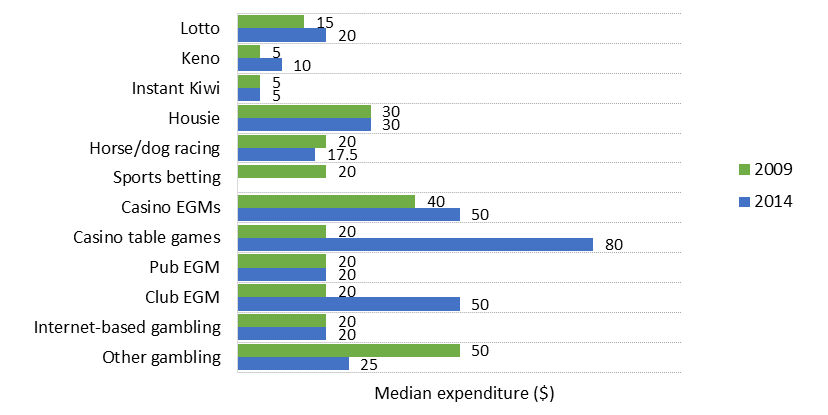 Lotto 15
20
Keno 5
10
Instant Kiwi 5
5
Housie 30
30
Horse/dog racing 20
17.5
Sports betting 20
Casino EGMs 40
50
Casino table games 20
80
Pub EGM 20
20
Club EGM 20
50
Internet-based gambling 20
20
Other gambling 50
25
Median expenditure ($)
2009
2014